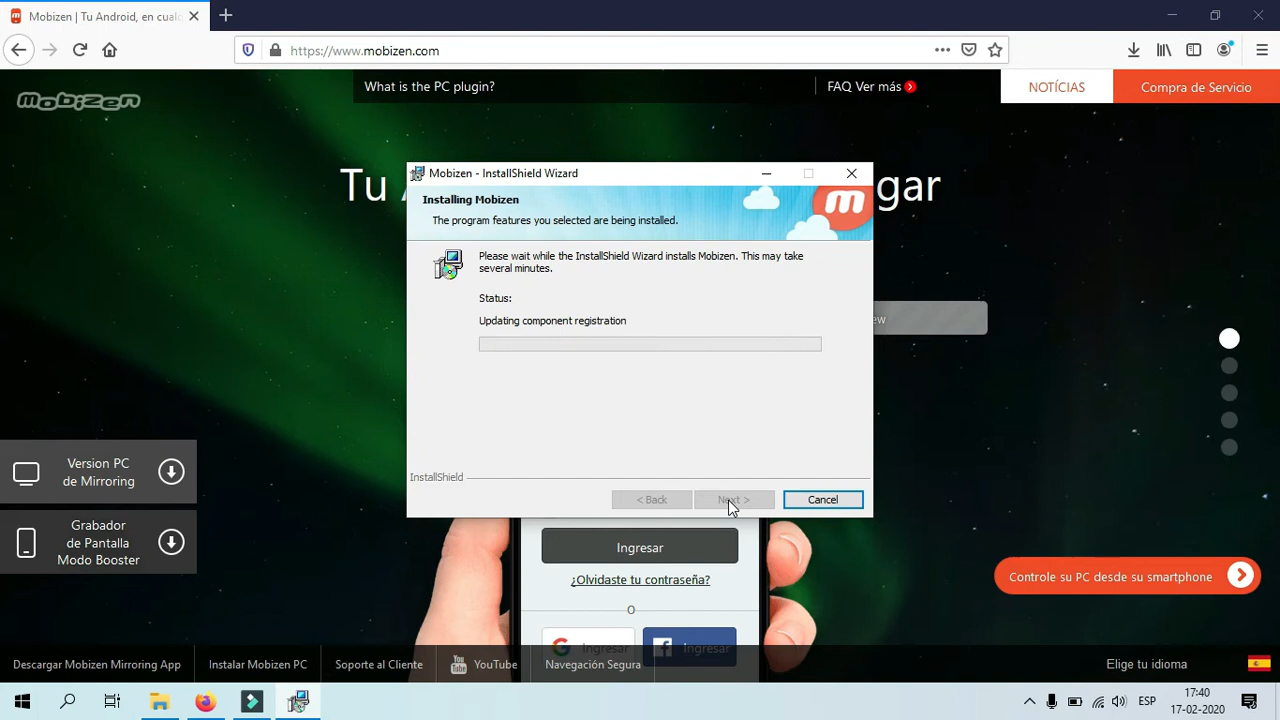 Mobizen | Tu Android, en cualq
https://www.mobizen.com
mobizen
What is the PC plugin?
FAQ Ver más
NOTÍCIAS
Compra de Servicio
Tu
gar
Mobizen - InstallShield Wizard
Installing Mobizen
The program features you selected are being installed.
m
Please wait while the InstallShield Wizard installs Mobizen. This may take
several minutes.
Status:
Updating component registration
InstallShield
< Back
Next >
Cancel
ew
Version PC
de Mirroring
Grabador
de Pantalla
Modo Booster
Ingresar
¿Olvidaste tu contraseña?
O
Ingresar
Ingresar
Controle su PC desde su smartphone
Descargar Mobizen Mirroring App
Instalar Mobizen PC
Soporte al Cliente
YouTube
Navegación Segura
Elige tu idioma
ESP
17:40
17-02-2020